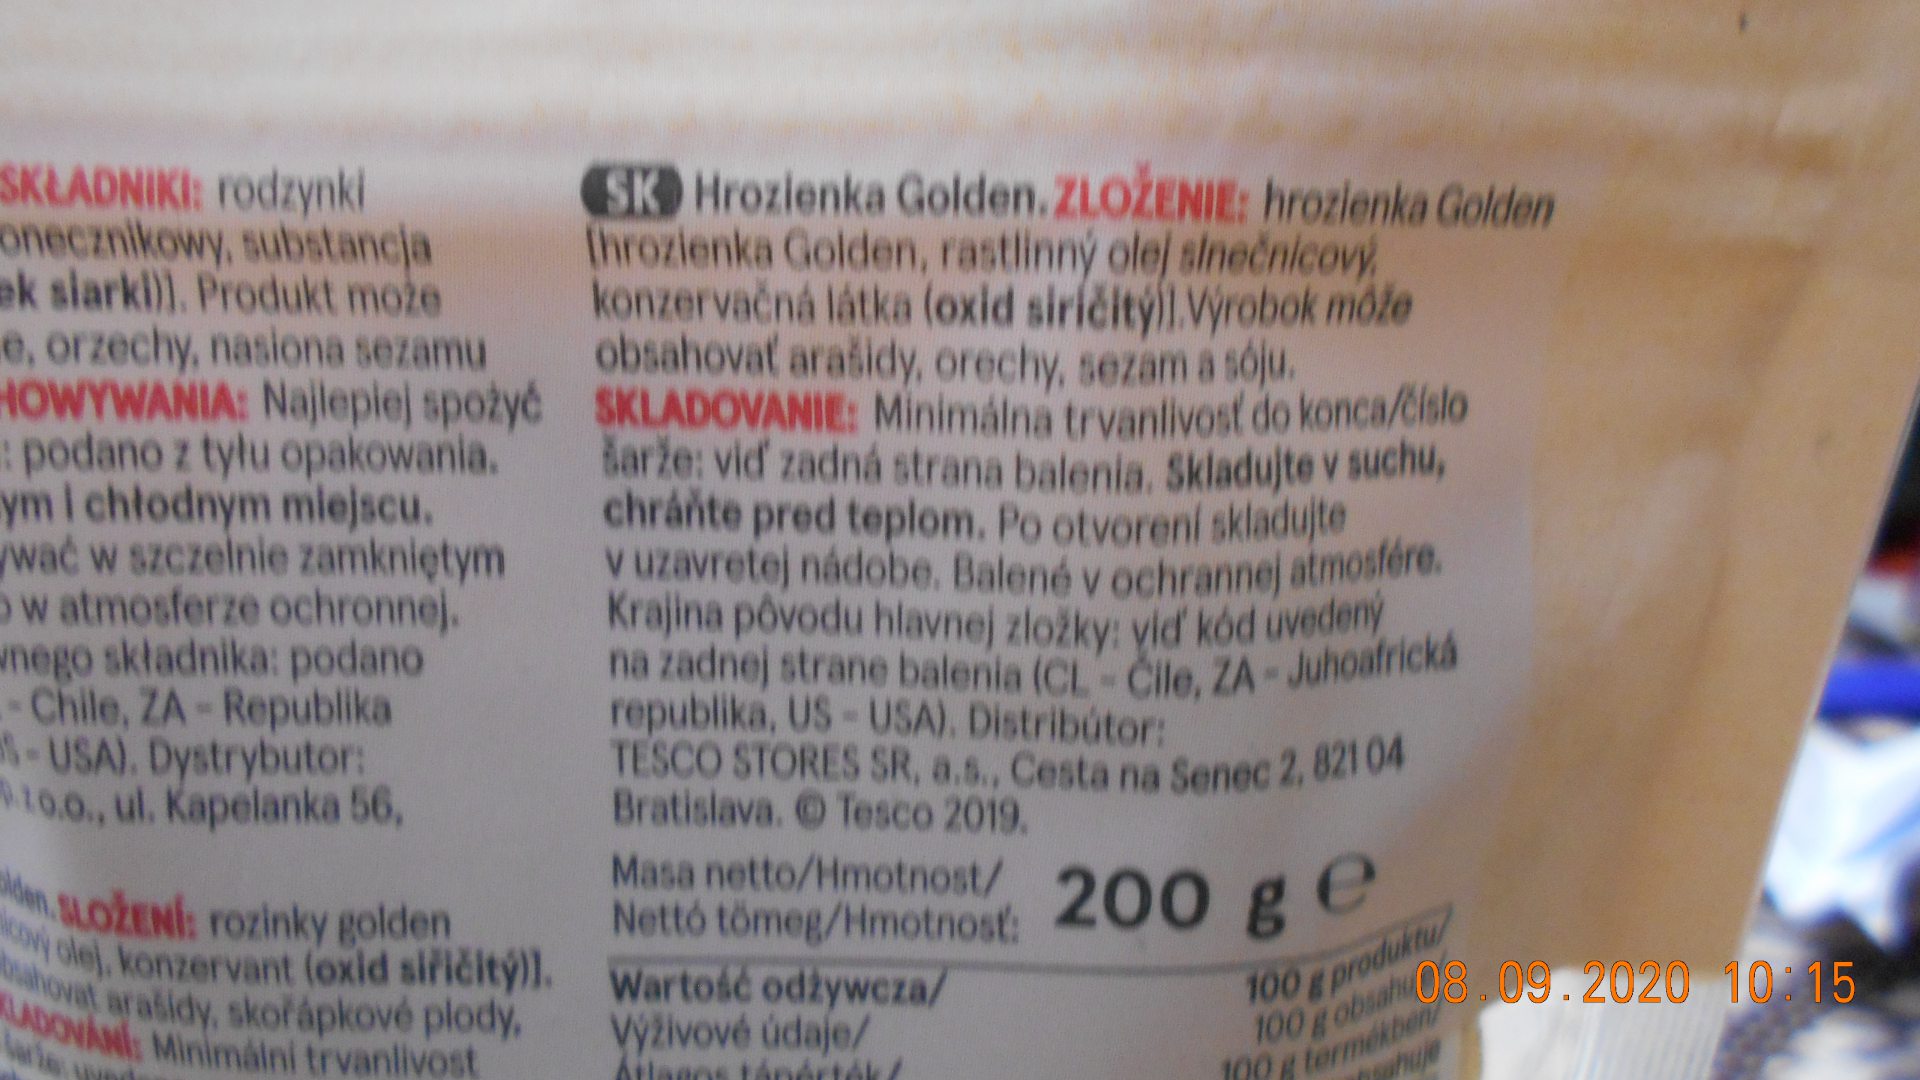 SKŁADNIKI: rodzynki
onecznikowy, substancja
ek siarki)]. Produkt może
e, orzechy, nasiona sezamu
HOWYWANIA: Najlepiej spożyć
: podano z tyłu opakowania.
ym i chłodnym miejscu.
ywać w szczelnie zamkniętym
o w atmosferze ochronnej.
wnego składnika: podano
- Chile, ZA - Republika
S - USA). Dystrybutor:
p. z o.o., ul. Kapelanka 56,
SK Hrozienka Golden. ZLOŽENIE: hrozienka Golden
[hrozienka Golden, rastlinný olej slnečnicový,
konzervačná látka (oxid siričitý)]. Výrobok môže
obsahovať arašidy, orechy, sezam a sóju.
SKLADOVANIE: Minimálna trvanlivosť do konca/číslo
šarže: viď zadná strana balenia. Skladujte v suchu,
chráňte pred teplom. Po otvorení skladujte
v uzavretej nádobe. Balené v ochrannej atmosfére.
Krajina pôvodu hlavnej zložky: viď kód uvedený
na zadnej strane balenia (CL - Čile, ZA - Juhoafrická
republika, US - USA). Distribútor:
TESCO STORES SR, a.s., Cesta na Senec 2, 821 04
Bratislava. © Tesco 2019.
olden. SLOŽENÍ: rozinky golden
icový olej, konzervant (oxid siřičitý)].
bsahovat arašídy, skořápkové plody,
KLADOVÁNÍ: Minimální trvanlivost
Masa netto/Hmotnost/
Nettó tömeg/Hmotnosť: 200 g e
Wartość odżywcza/ 100 g produktu/
Výživové údaje/ 100 g obsahu
Átlagos tápérték/ 100 g termékben/
08.09.2020 10:15